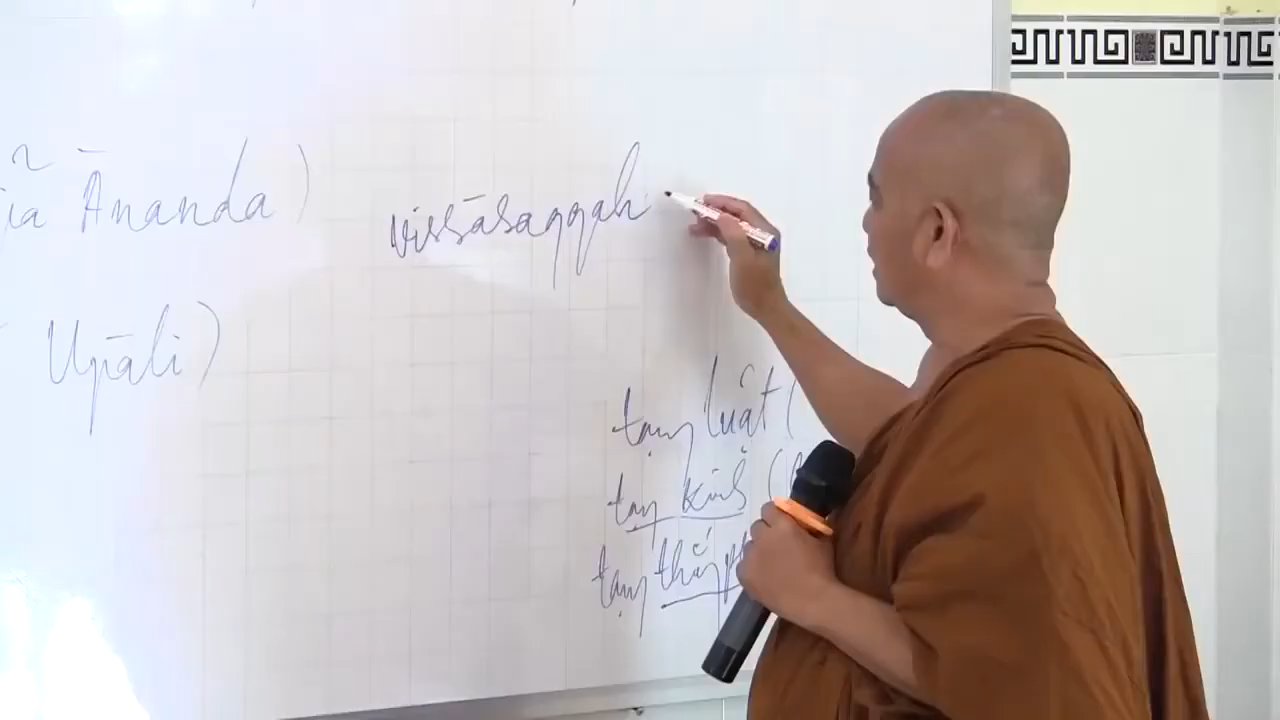 Ānanda)
vissāsaggah
Upāli)
tạng luật (
tạng kinh (
tạng thắng